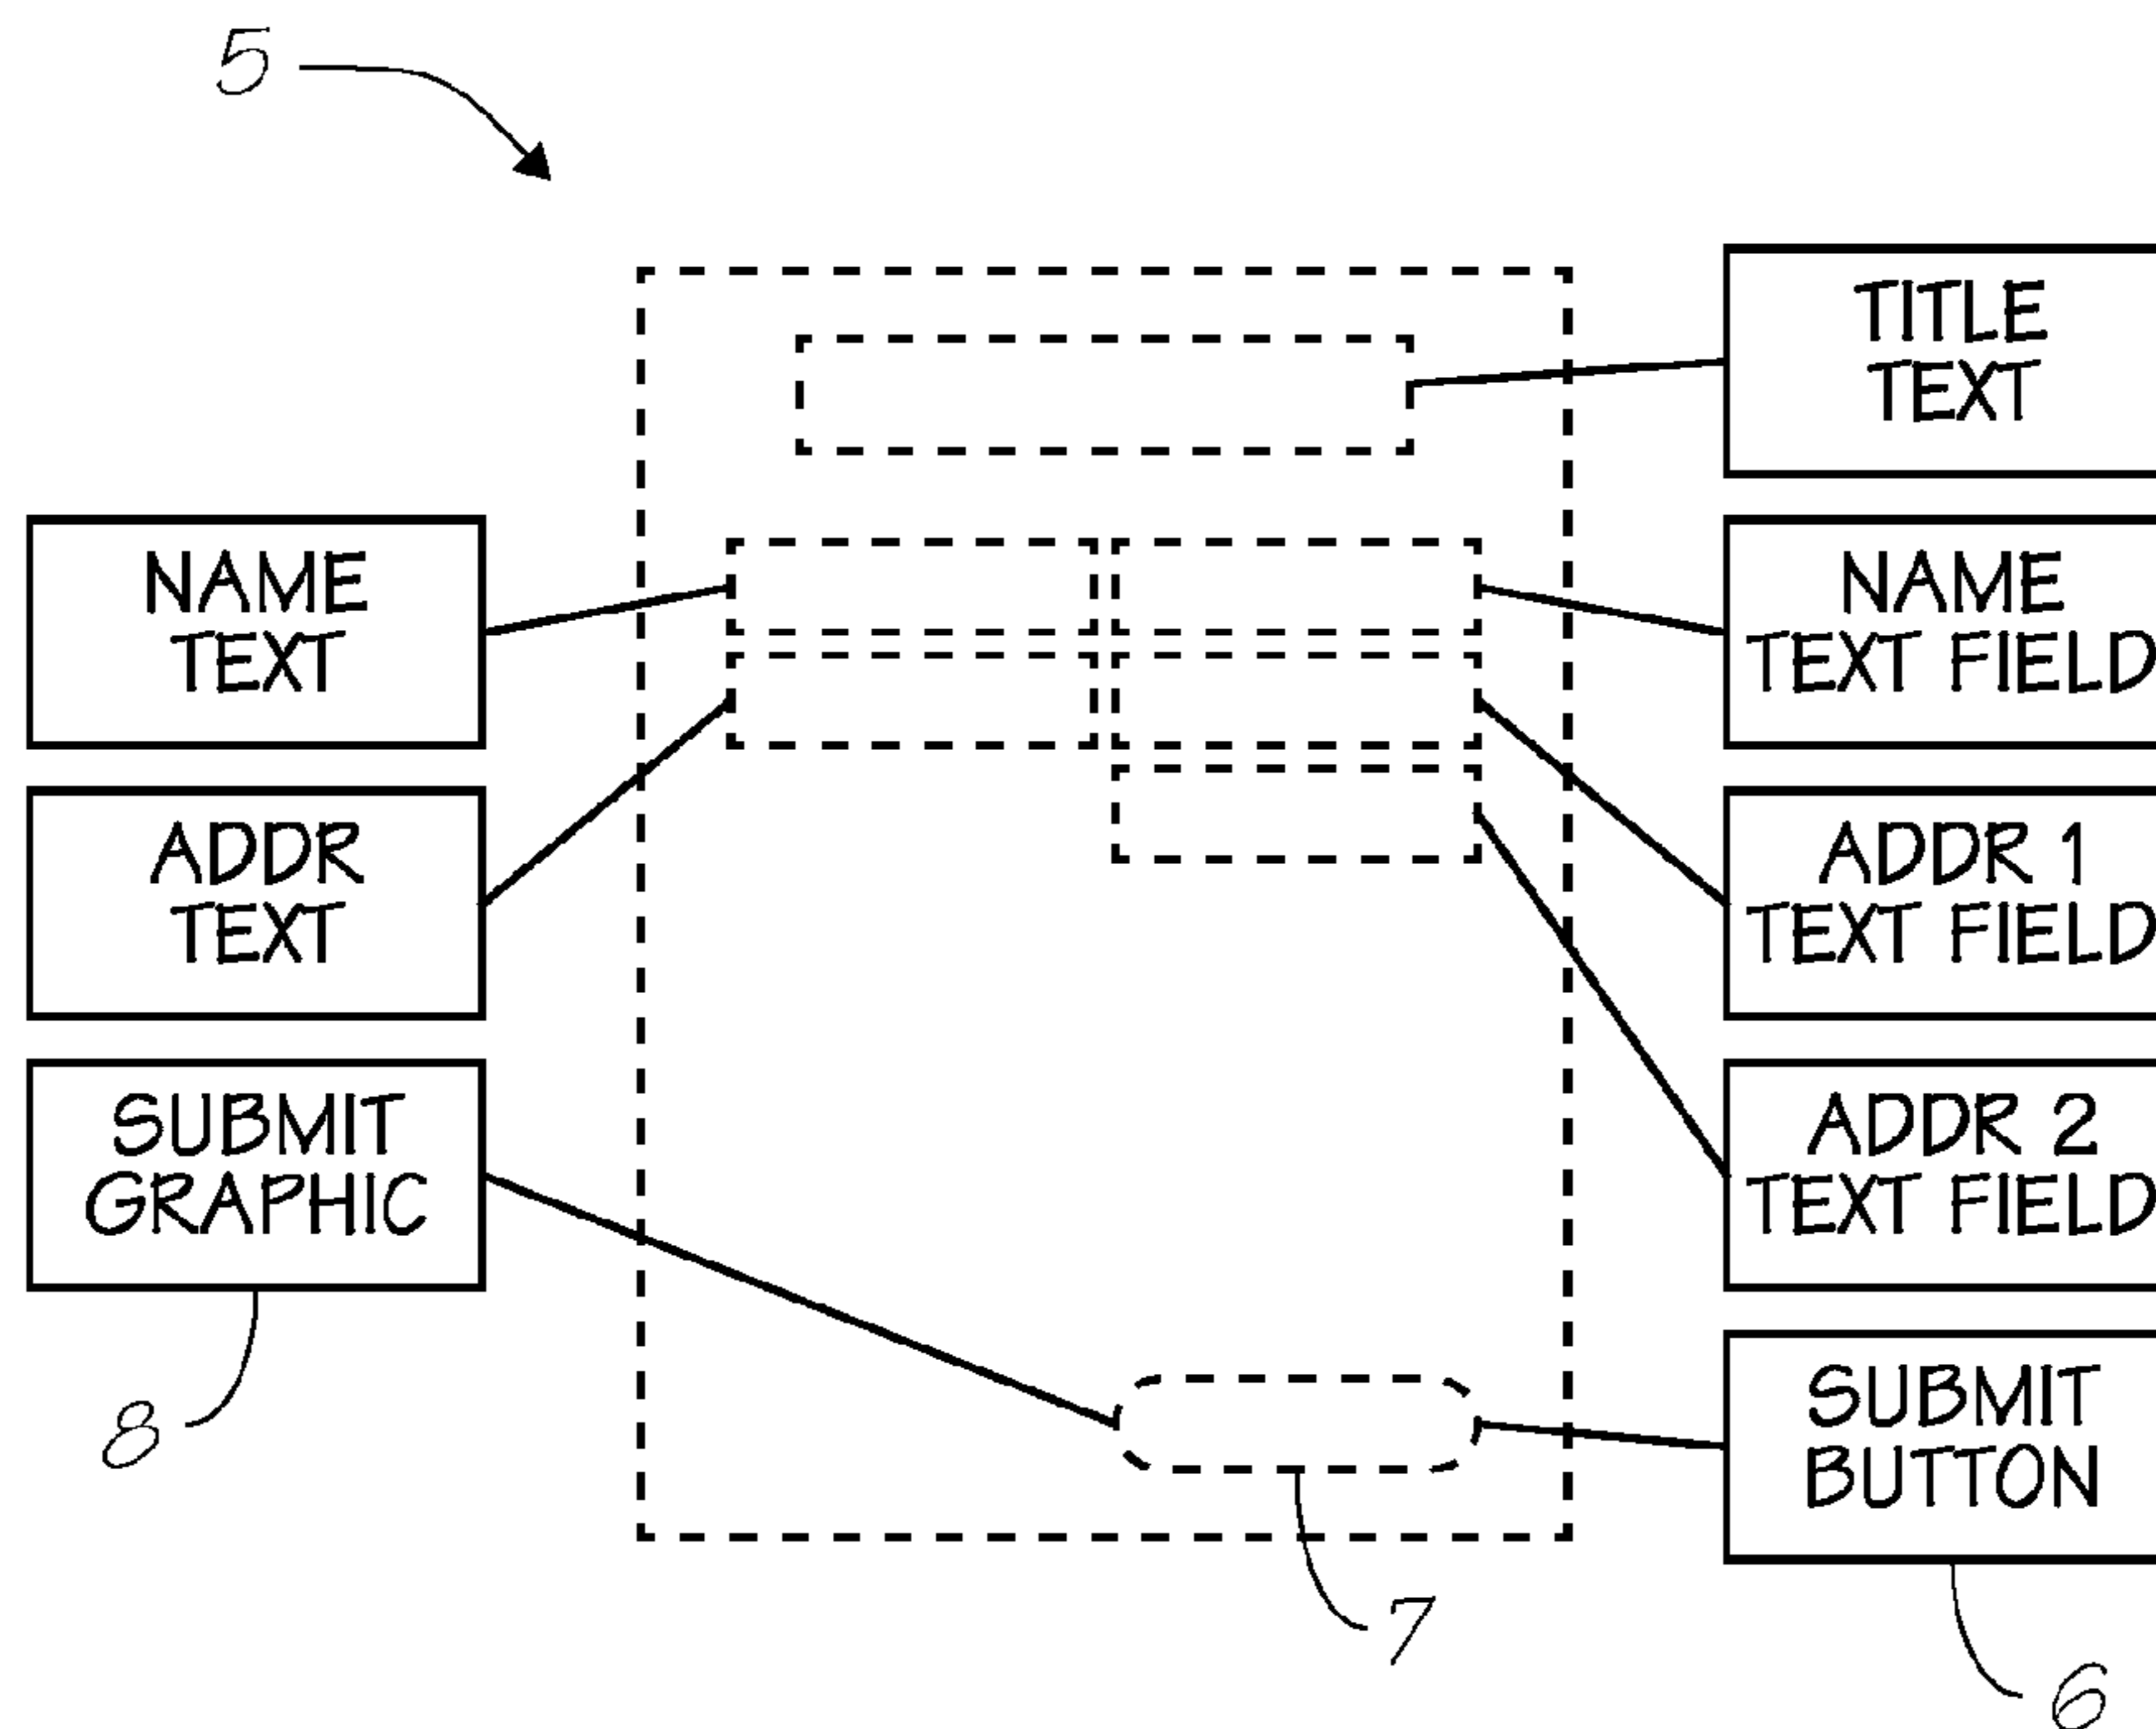 5
TITLE
TEXT
NAME
TEXT
NAME
TEXT FIELD
ADDR
TEXT
ADDR 1
TEXT FIELD
SUBMIT
GRAPHIC
ADDR 2
TEXT FIELD
SUBMIT
BUTTON
8
7
6